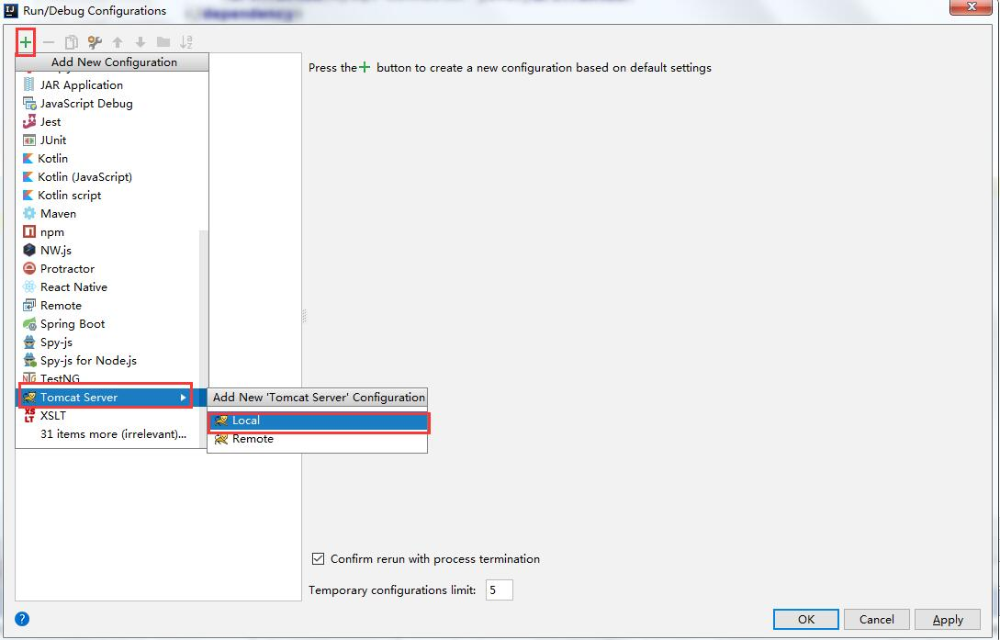 Run/Debug Configurations
Add New Configuration
Press the + button to create a new configuration based on default settings
JAR Application
JavaScript Debug
Jest
JUnit
Kotlin
Kotlin (JavaScript)
Kotlin script
Maven
npm
NW.js
Protractor
React Native
Remote
Spring Boot
Spy-js
Spy-js for Node.js
TestNG
Tomcat Server
Add New 'Tomcat Server' Configuration
XSLT
Local
31 items more (irrelevant)...
Remote
Confirm rerun with process termination
Temporary configurations limit: 5
OK Cancel Apply